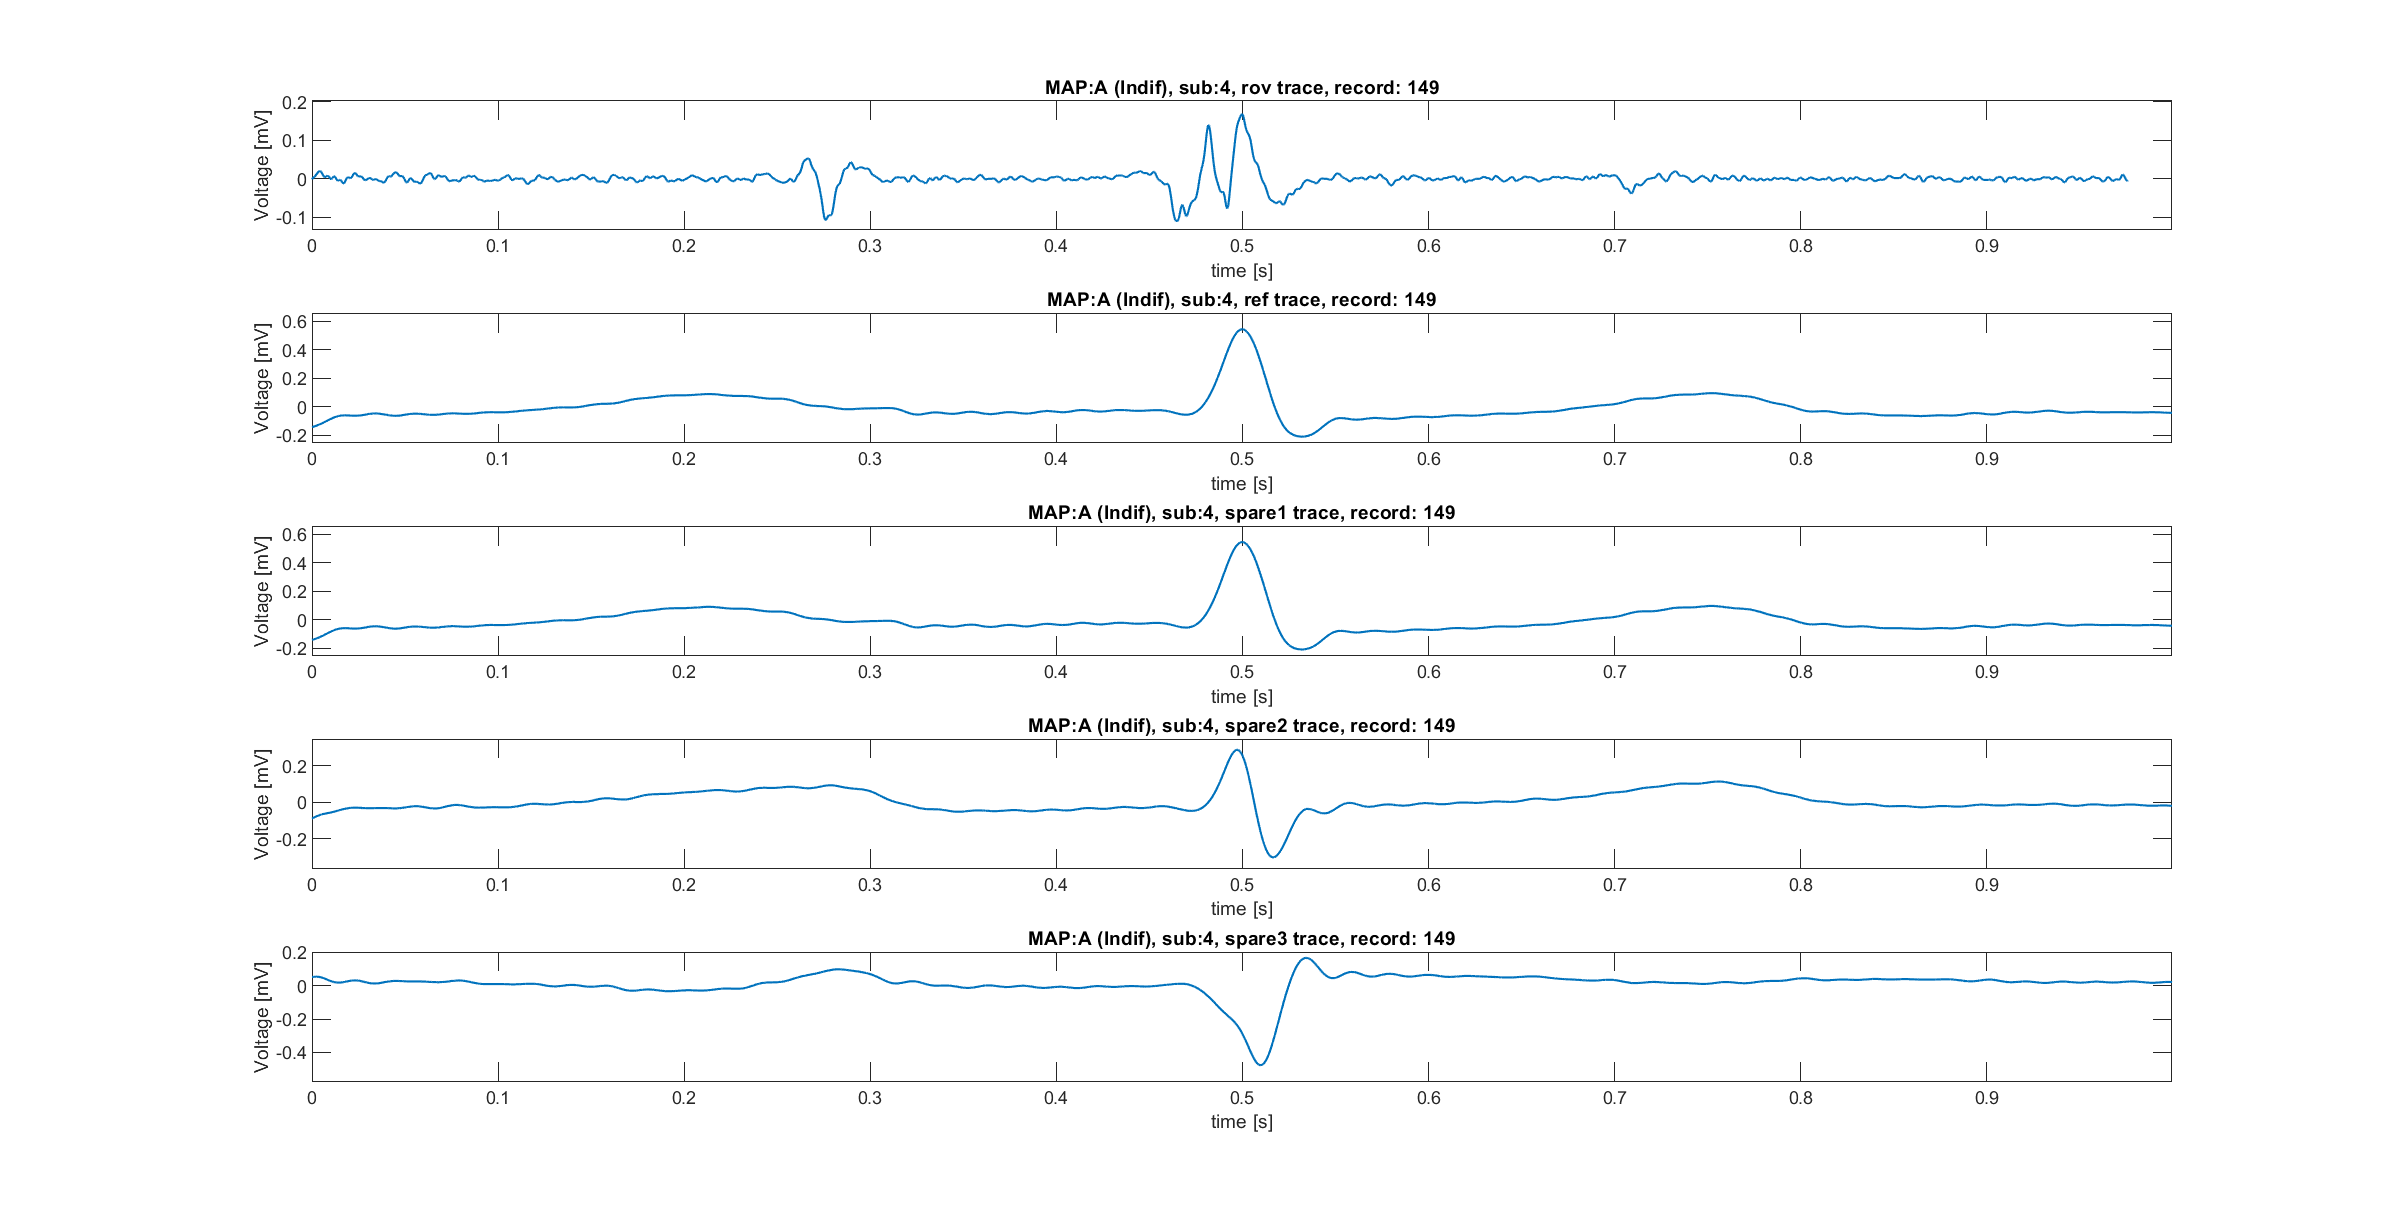 MAP:A (Indif), sub:4, rov trace, record: 149
Voltage [mV]
0.2
0.1
0
-0.1
0 0.1 0.2 0.3 0.4 0.5 0.6 0.7 0.8 0.9
time [s]
MAP:A (Indif), sub:4, ref trace, record: 149
Voltage [mV]
0.6
0.4
0.2
0
-0.2
0 0.1 0.2 0.3 0.4 0.5 0.6 0.7 0.8 0.9
time [s]
MAP:A (Indif), sub:4, spare1 trace, record: 149
Voltage [mV]
0.6
0.4
0.2
0
-0.2
0 0.1 0.2 0.3 0.4 0.5 0.6 0.7 0.8 0.9
time [s]
MAP:A (Indif), sub:4, spare2 trace, record: 149
Voltage [mV]
0.2
0
-0.2
0 0.1 0.2 0.3 0.4 0.5 0.6 0.7 0.8 0.9
time [s]
MAP:A (Indif), sub:4, spare3 trace, record: 149
Voltage [mV]
0.2
0
-0.2
-0.4
0 0.1 0.2 0.3 0.4 0.5 0.6 0.7 0.8 0.9
time [s]